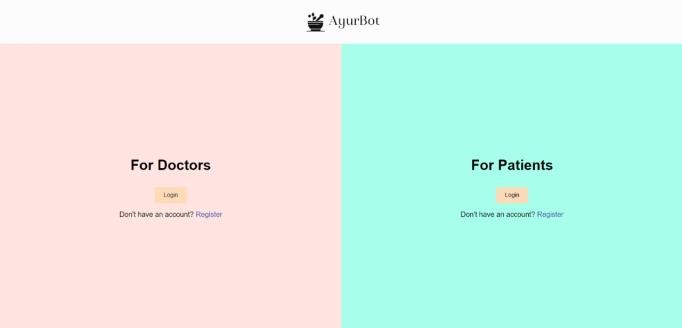 AyurBot
For Doctors
Login
Don't have an account? Register
For Patients
Login
Don't have an account? Register